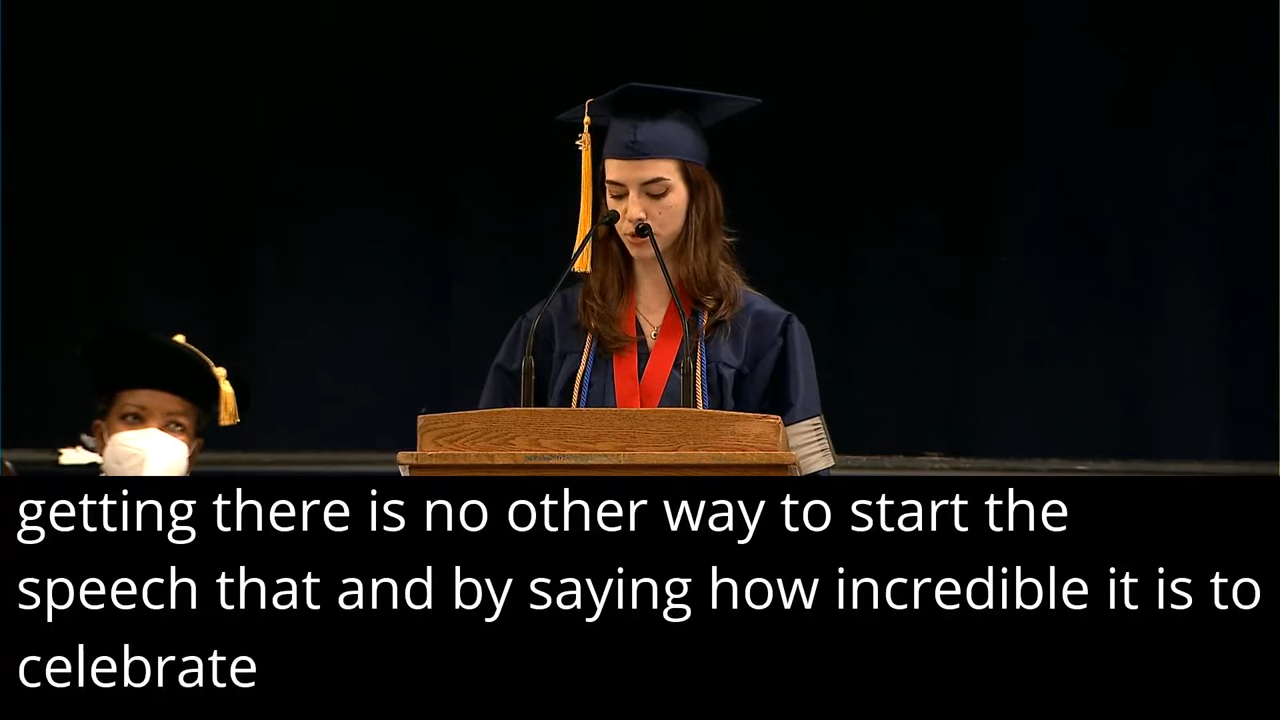 getting there is no other way to start the
speech that and by saying how incredible it is to
celebrate